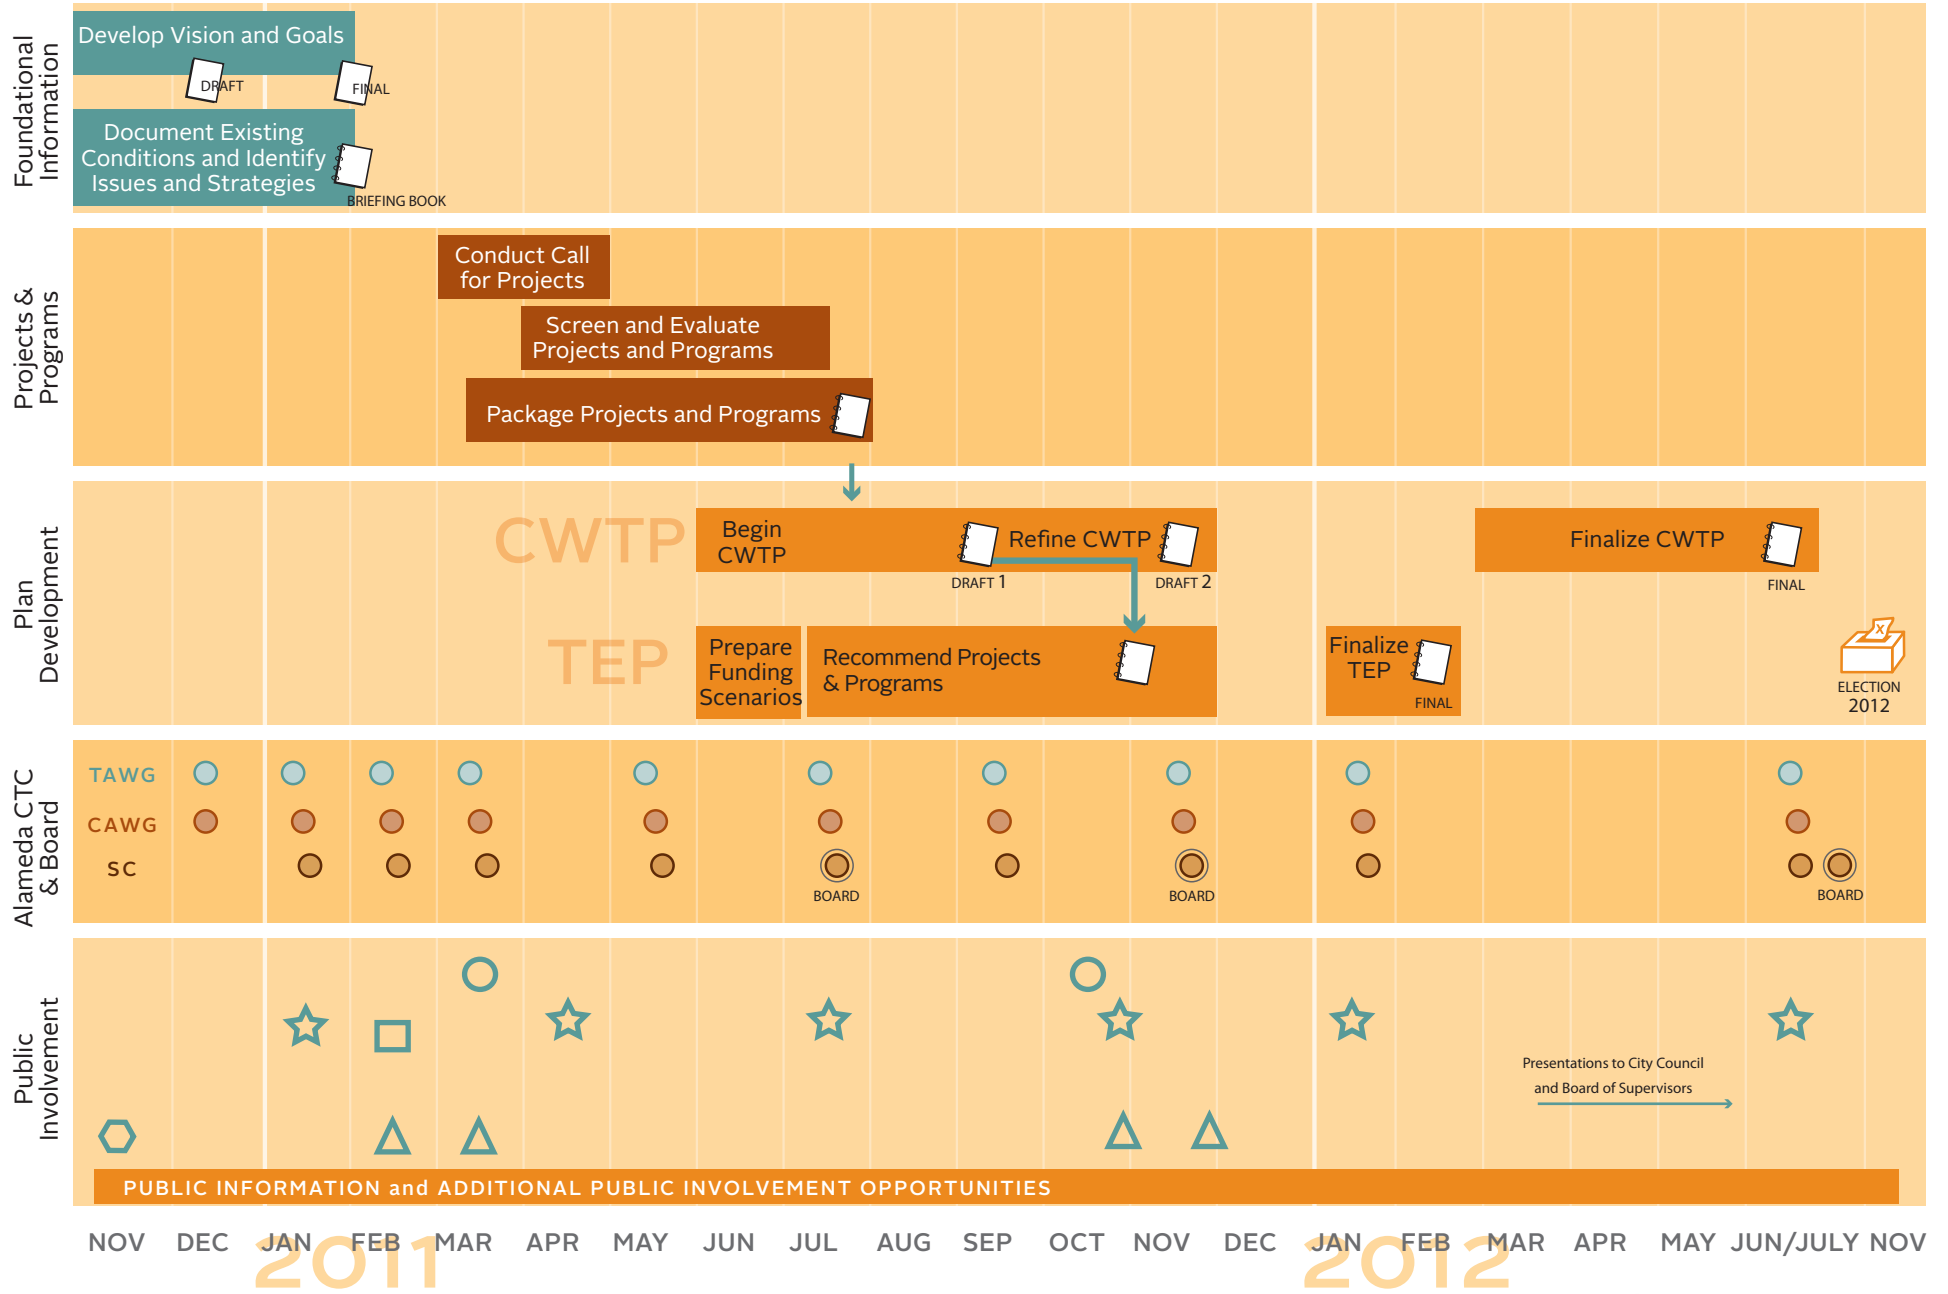 Foundational
Information
Develop Vision and Goals
DRAFT
FINAL
Document Existing
Conditions and Identify
Issues and Strategies
BRIEFING BOOK
Projects &
Programs
Conduct Call
for Projects
Screen and Evaluate
Projects and Programs
Package Projects and Programs
Plan
Development
CWTP
Begin
CWTP
DRAFT 1
Refine CWTP
DRAFT 2
Finalize CWTP
FINAL
TEP
Prepare
Funding
Scenarios
Recommend Projects
& Programs
Finalize
TEP
FINAL
X
ELECTION
2012
Alameda CTC
& Board
TAWG
CAWG
SC
BOARD
BOARD
BOARD
Public
Involvement
Presentations to City Council
and Board of Supervisors
PUBLIC INFORMATION and ADDITIONAL PUBLIC INVOLVEMENT OPPORTUNITIES
NOV DEC JAN FEB MAR APR MAY JUN JUL AUG SEP OCT NOV DEC JAN FEB MAR APR MAY JUN/JULY NOV
2011 2012